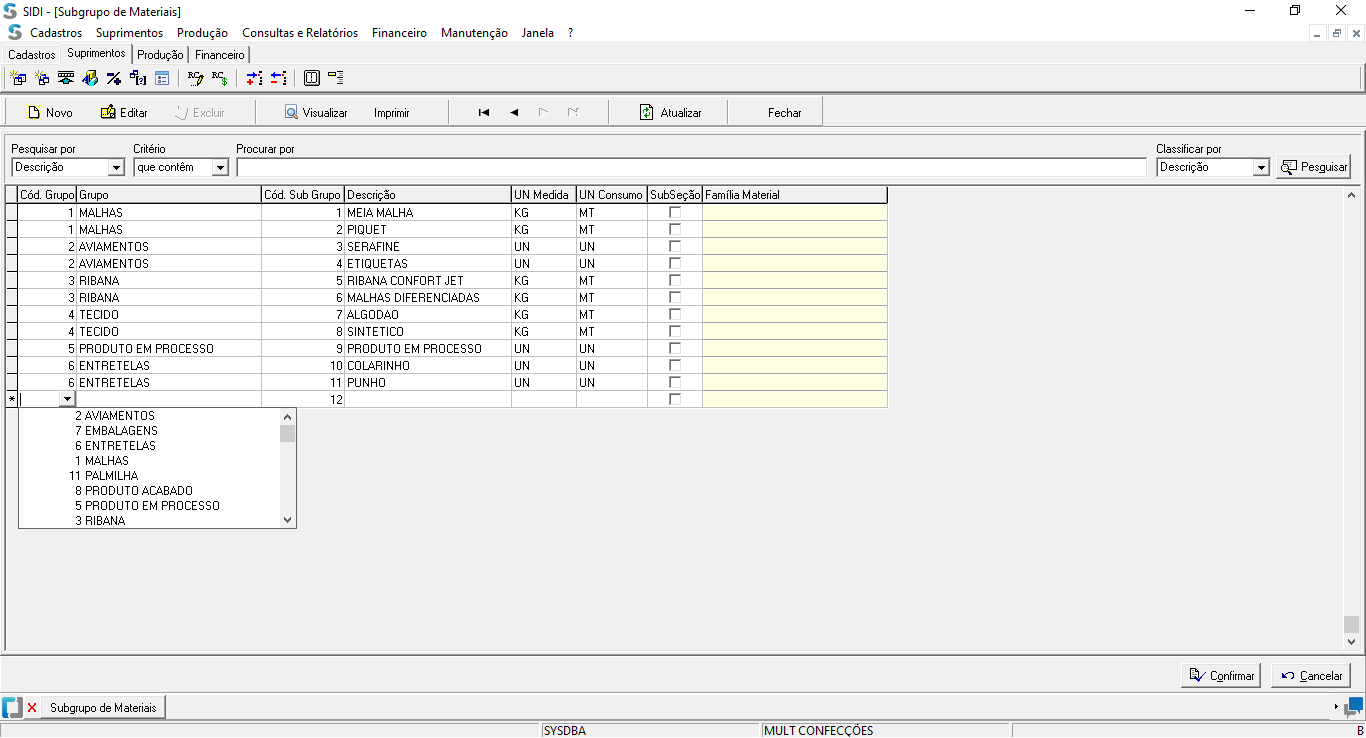 SIDI - [Subgrupo de Materiais]
Cadastros Suprimentos Produção Consultas e Relatórios Financeiro Manutenção Janela ?
Cadastros Suprimentos Produção Financeiro
Novo Editar Excluir Visualizar Imprimir Atualizar Fechar
Pesquisar por Critério Procurar por Classificar por
Descrição que contêm Descrição Pesquisar
Cód. Grupo Grupo Cód. Sub Grupo Descrição UN Medida UN Consumo SubSeção Família Material
1 MALHAS 1 MEIA MALHA KG MT
1 MALHAS 2 PIQUET KG MT
2 AVIAMENTOS 3 SERAFINE UN UN
2 AVIAMENTOS 4 ETIQUETAS UN UN
3 RIBANA 5 RIBANA CONFORT JET KG MT
3 RIBANA 6 MALHAS DIFERENCIADAS KG MT
4 TECIDO 7 ALGODAO KG MT
4 TECIDO 8 SINTETICO KG MT
5 PRODUTO EM PROCESSO 9 PRODUTO EM PROCESSO UN UN
6 ENTRETELAS 10 COLARINHO UN UN
6 ENTRETELAS 11 PUNHO UN UN
* 12
2 AVIAMENTOS
7 EMBALAGENS
6 ENTRETELAS
1 MALHAS
11 PALMILHA
8 PRODUTO ACABADO
5 PRODUTO EM PROCESSO
3 RIBANA
Confirmar Cancelar
Subgrupo de Materiais
SYSDBA MULT CONFECÇÕES B